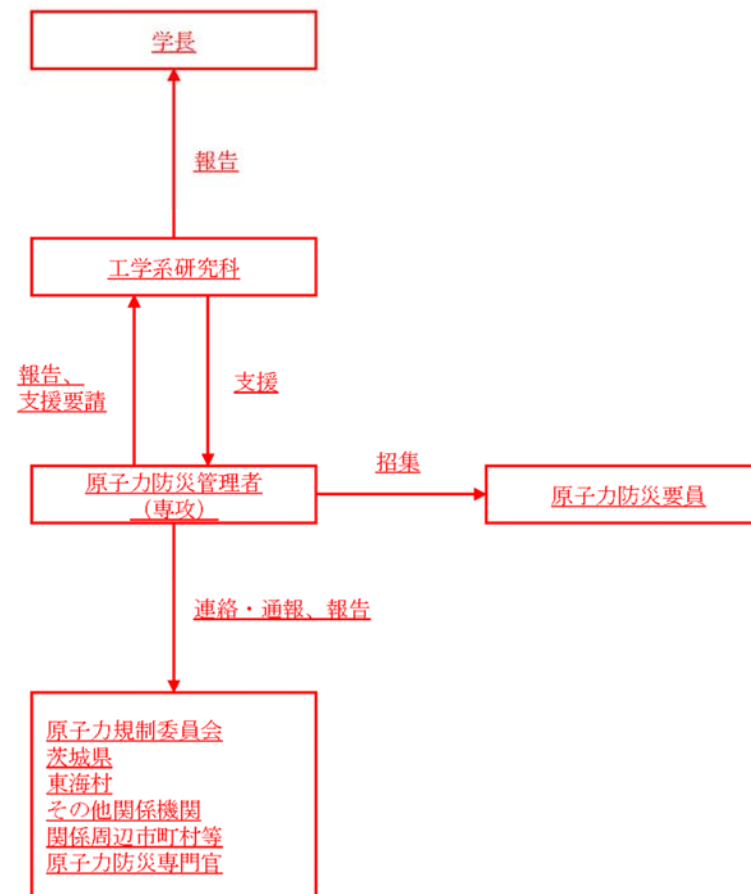 学長
報告
工学系研究科
報告、
支援要請
支援
原子力防災管理者
（専攻）
招集
原子力防災要員
連絡・通報、報告
原子力規制委員会
茨城県
東海村
その他関係機関
関係周辺市町村等
原子力防災専門官